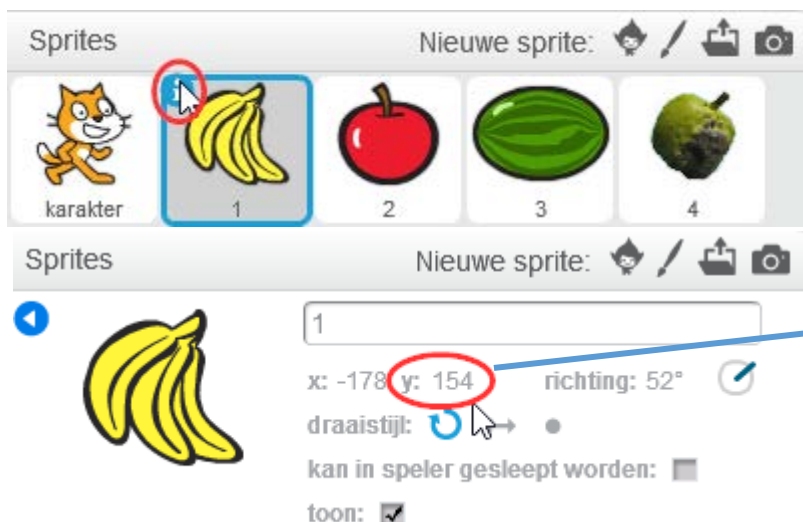 Sprites Nieuwe sprite:
karakter 1 2 3 4
Sprites Nieuwe sprite:
1
x: -178 y: 154 richting: 52°
draaistijl:
kan in speler gesleept worden:
toon: